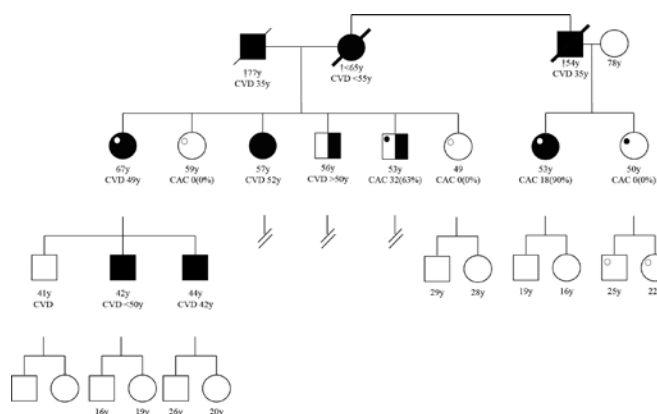 †77y
CVD 35y
†<65y
CVD <55y
†54y
CVD 35y
78y
67y
CVD 49y
59y
CAC 0(0%)
57y
CVD 52y
56y
CVD >50y
53y
CAC 32(63%)
49
CAC 0(0%)
53y
CAC 18(90%)
50y
CAC 0(0%)
41y
CVD
42y
CVD <50y
44y
CVD 42y
29y
28y
19y
16y
25y
22
16y
19y
26y
20y